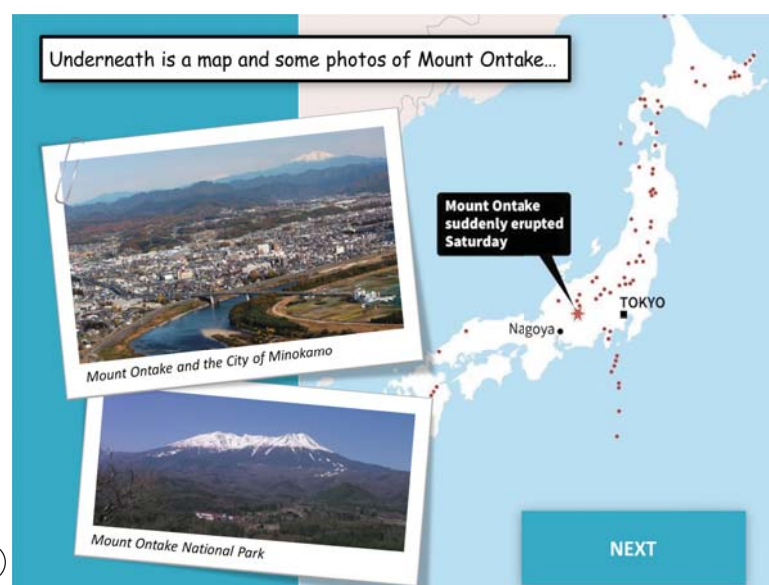 Underneath is a map and some photos of Mount Ontake...
Mount Ontake
suddenly erupted
Saturday
TOKYO
Nagoya
Mount Ontake and the City of Minokamo
Mount Ontake National Park
NEXT